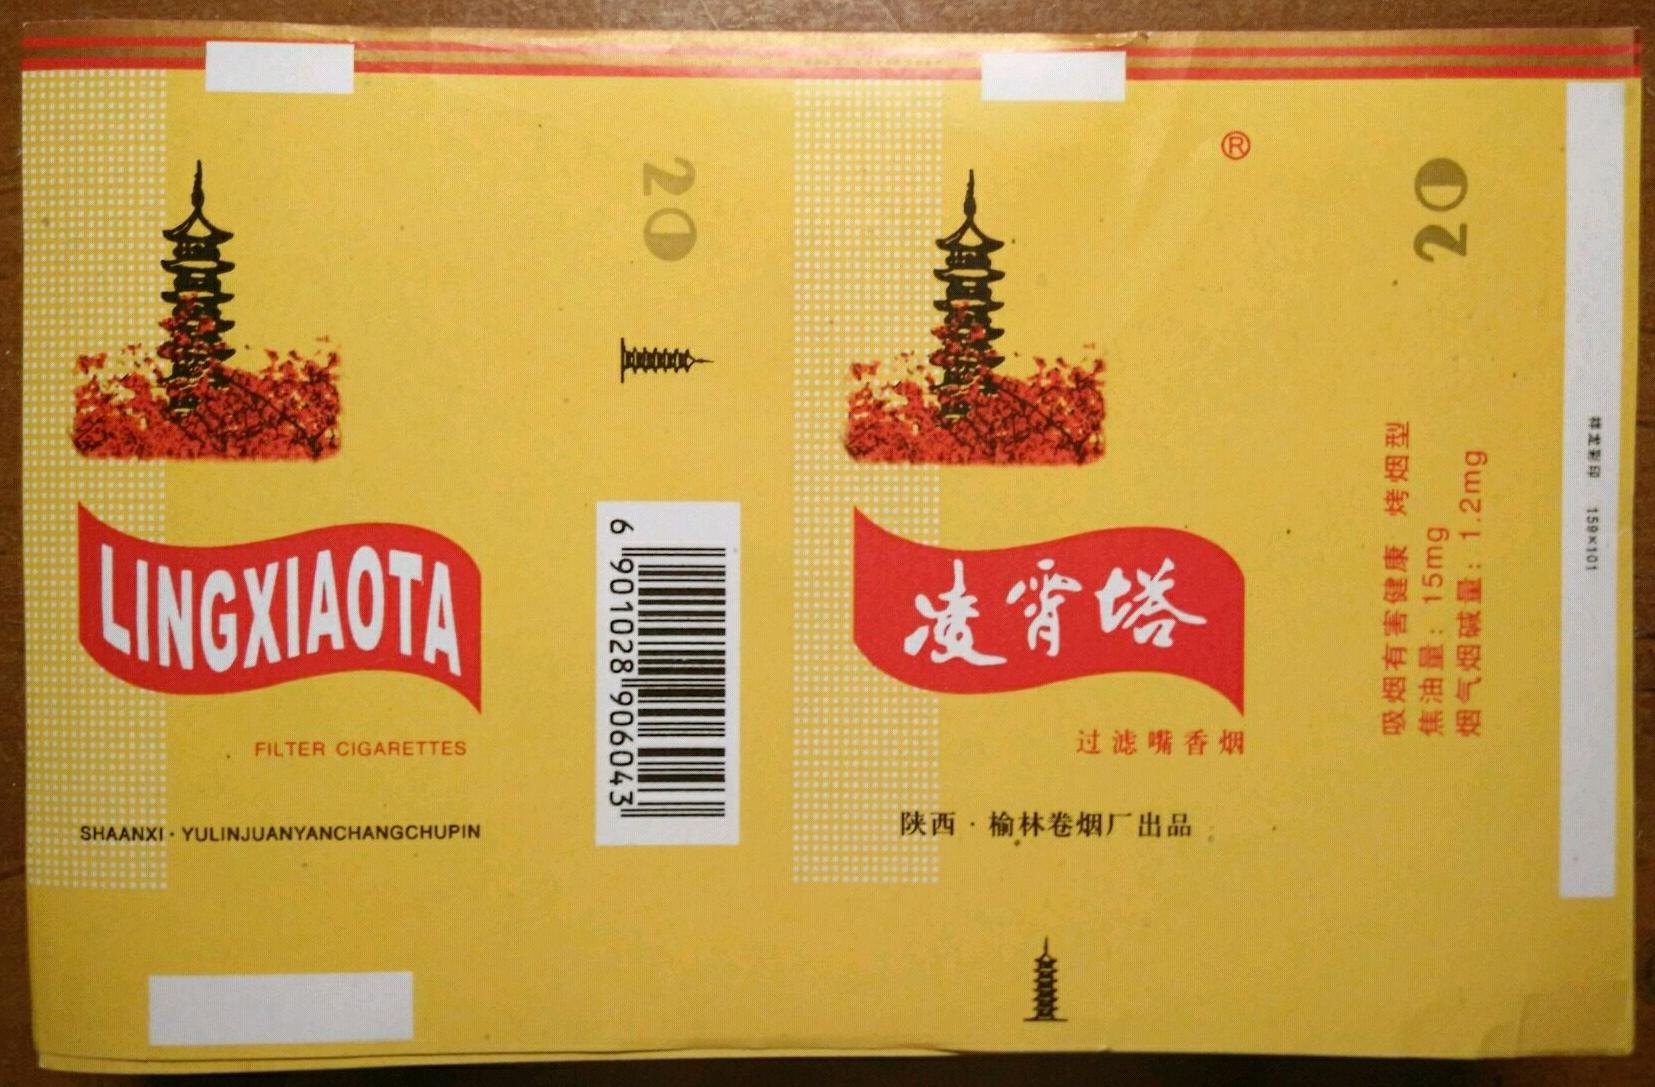 LINGXIAOTA
FILTER CIGARETTES
SHAANXI·YULINJUANYANCHANGCHUPIN
20
6 901028 906043
®
凌霄塔
过滤嘴香烟
陕西·榆林卷烟厂出品
20
吸烟有害健康 烤烟型
焦油量：15mg
烟气烟碱量：1.2mg
159×101